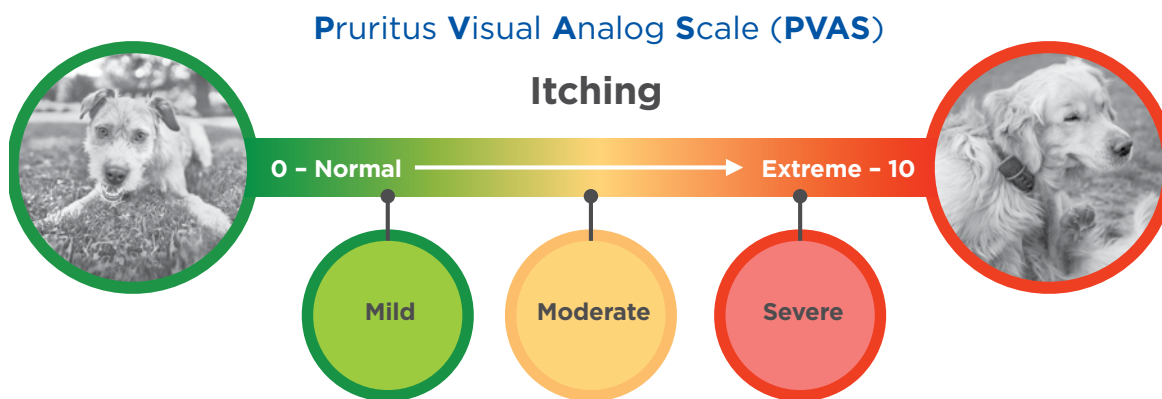 Pruritus Visual Analog Scale (PVAS)
Itching
0 – Normal Extreme – 10
Mild Moderate Severe